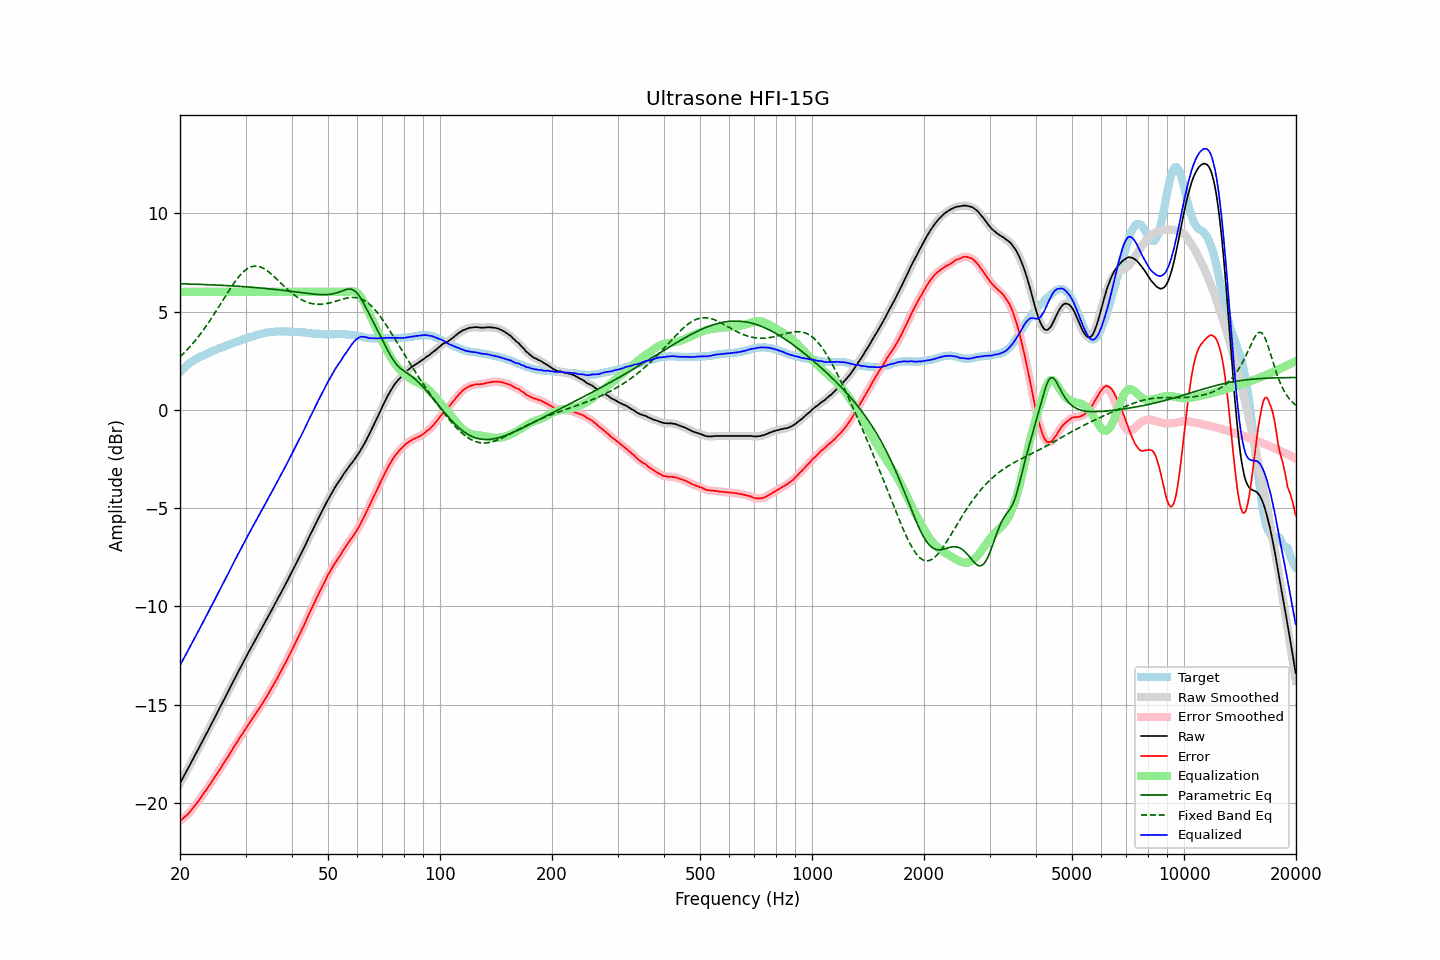 Ultrasone HFI-15G
Amplitude (dBr)
10
5
0
−5
−10
−15
−20
20
50
100
200
500
1000
2000
5000
10000
20000
Frequency (Hz)
Target
Raw Smoothed
Error Smoothed
Raw
Error
Equalization
Parametric Eq
Fixed Band Eq
Equalized